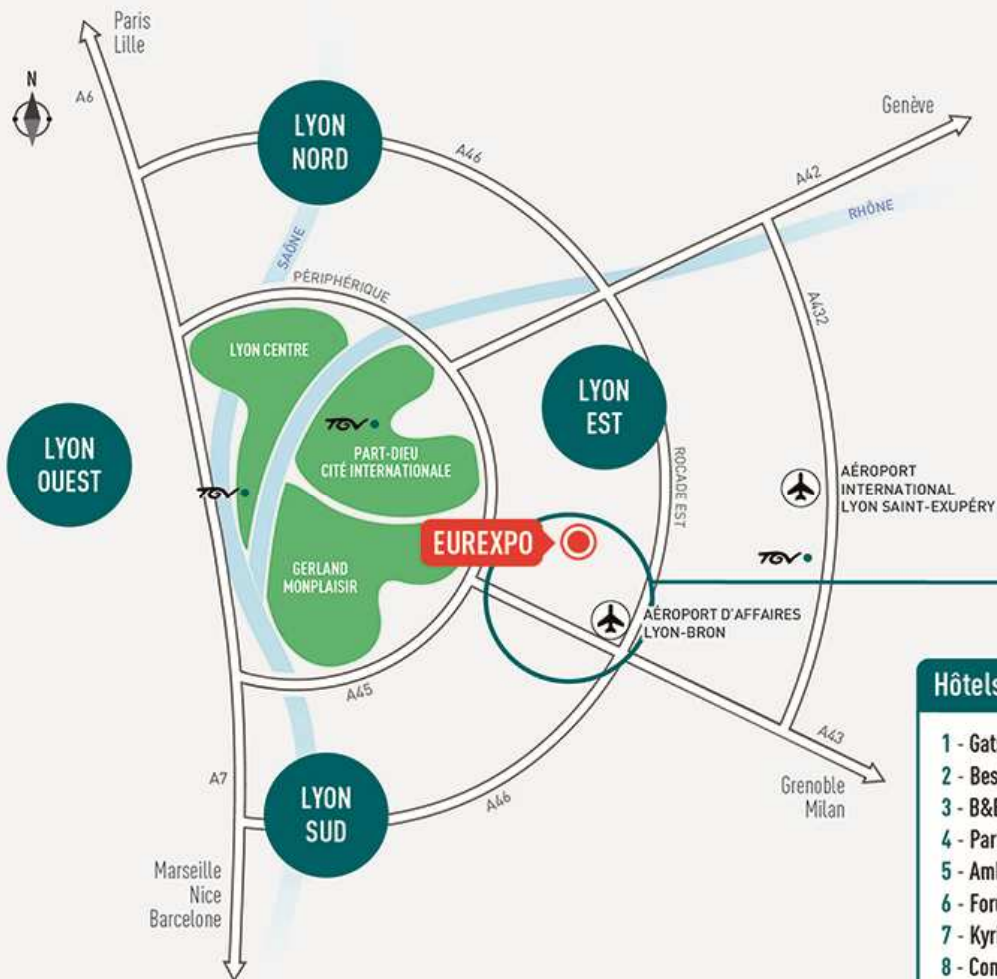 Paris
Lille
N
A6
LYON
NORD
A46
Genève
A42
RHÔNE
SAÔNE
PÉRIPHÉRIQUE
A432
LYON CENTRE
LYON
EST
TGV
PART-DIEU
CITÉ INTERNATIONALE
LYON
OUEST
TGV
ROCADE EST
AÉROPORT
INTERNATIONAL
LYON SAINT-EXUPÉRY
EUREXPO
TGV
GERLAND
MONPLAISIR
AÉROPORT D'AFFAIRES
LYON-BRON
A45
Hôtels
A43
A7
LYON
SUD
A46
Grenoble
Milan
Marseille
Nice
Barcelone
1 -
2 -
3 -
4 -
5 -
6 -
7 -
8 -